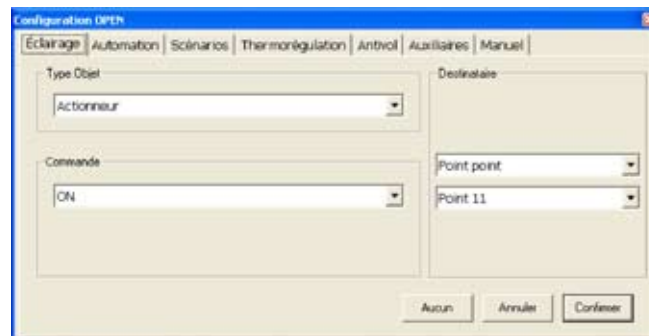 Configuration OPEN
Éclairage Automation Scénarios Thermorégulation Antivol Auxiliaires Manuel
Type Objet
Actionneur
Destinataire
Commande
ON
Point point
Point 11
Aucun Annuler Confirmer